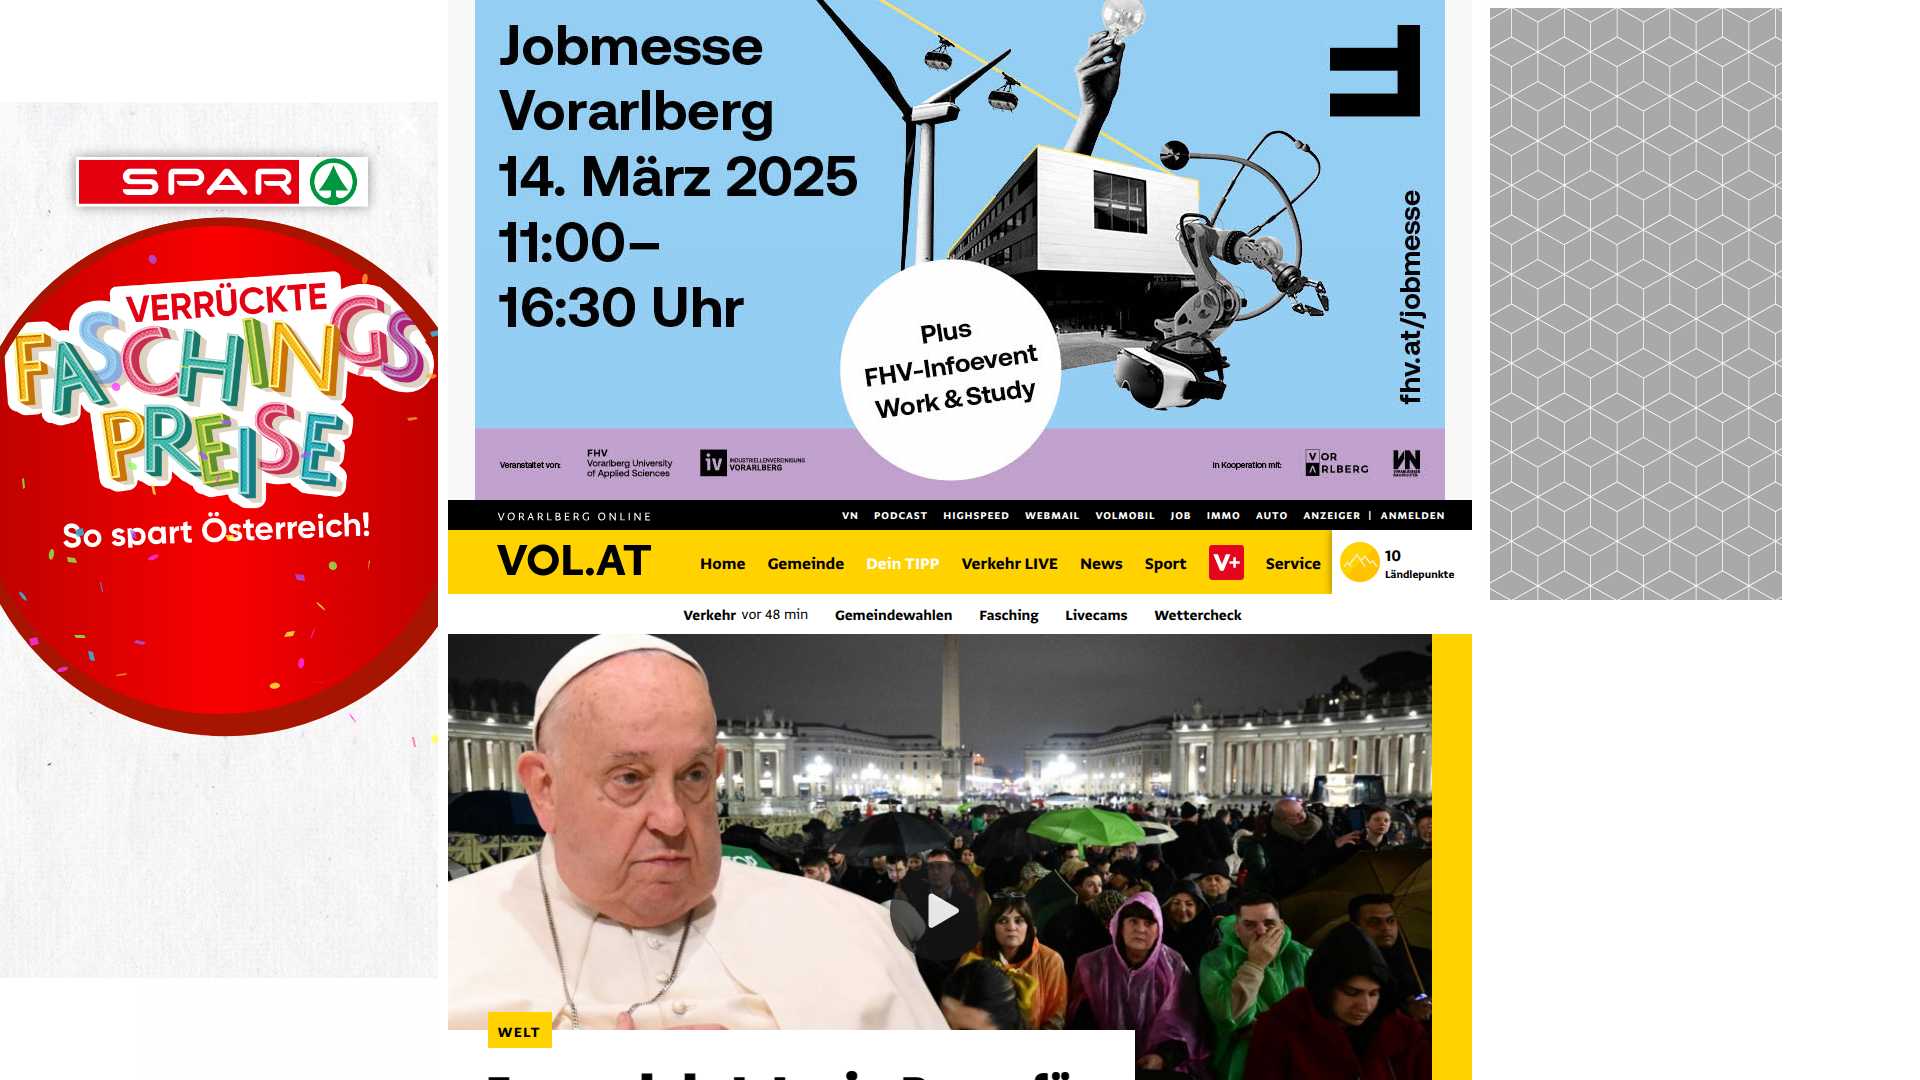 SPAR
VERRÜCKTE
FASCHINGS
PREISE
So spart Österreich!
Jobmesse
Vorarlberg
14. März 2025
11:00–
16:30 Uhr
Plus
FHV-Infoevent
Work & Study
fhv.at/jobmesse
Veranstaltet von:
FHV
Vorarlberg University
of Applied Sciences
iv
INDUSTRIELLENVEREINIGUNG
VORARLBERG
In Kooperation mit:
VOR
ARLBERG
VN
VORARLBERG ONLINE
VN PODCAST HIGHSPEED WEBMAIL VOLMOBIL JOB IMMO AUTO ANZEIGER | ANMELDEN
VOL.AT
Home Gemeinde Dein TIPP Verkehr LIVE News Sport V+ Service
10
Ländlepunkte
Verkehr vor 48 min Gemeindewahlen Fasching Livecams Wettercheck
WELT